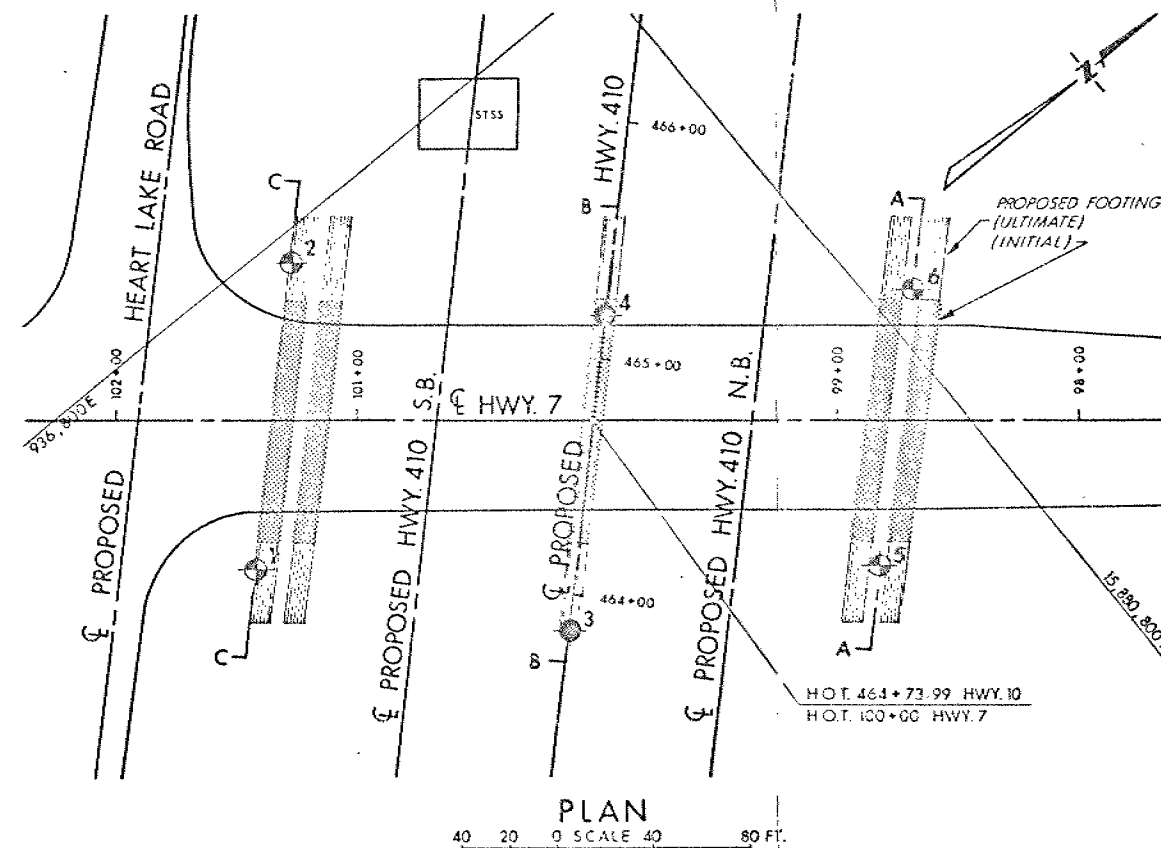 STSS
466+00
HWY. 410
PROPOSED HEART LAKE ROAD
C
B
A
PROPOSED FOOTING
(ULTIMATE)
(INITIAL)
2
4
6
465+00
102+00
101+00
99+00
98+00
℄ HWY. 7
936,800E
℄ PROPOSED HWY. 410 S.B.
℄ PROPOSED
℄ PROPOSED HWY. 410 N.B.
1
5
464+00
3
15,890,800
C
B
A
H.O.T. 464+73.99 HWY. 10
H.O.T. 100+00 HWY. 7
PLAN
40 20 0 SCALE 40 80 FT.